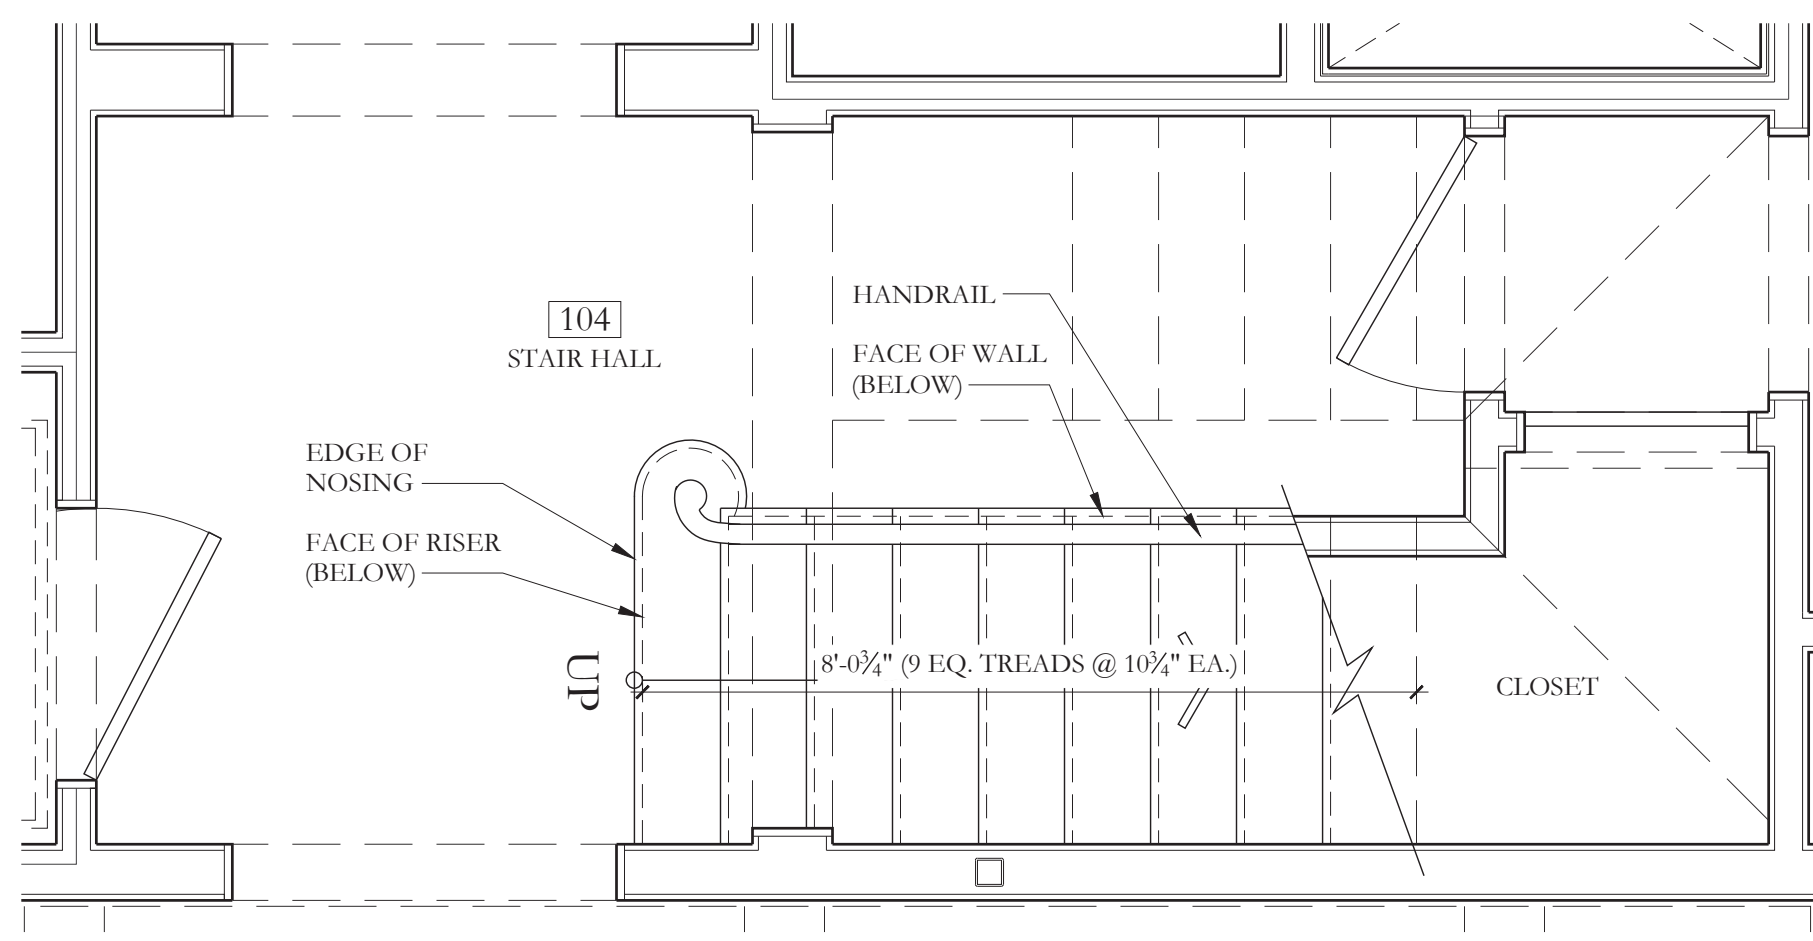 104
STAIR HALL
HANDRAIL
FACE OF WALL
(BELOW)
EDGE OF
NOSING
FACE OF RISER
(BELOW)
UP
8'-0¾" (9 EQ. TREADS @ 10¾" EA.)
CLOSET